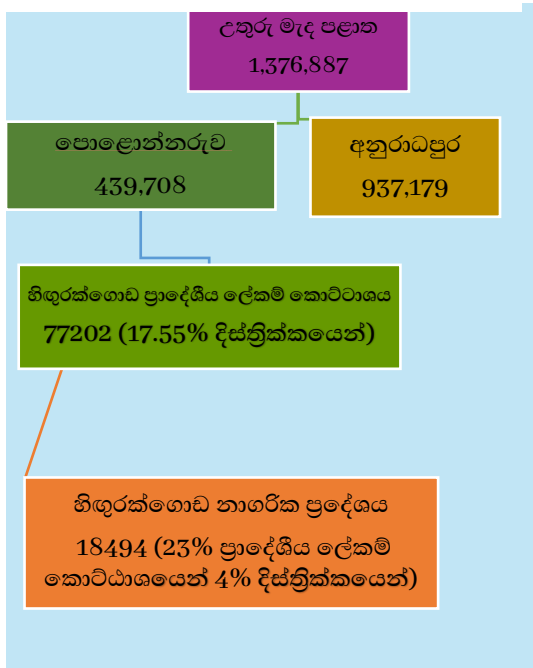 උතුරු මැද පළාත
1,376,887
පොළොන්නරුව
439,708
අනුරාධපුර
937,179
හිඟුරක්ගොඩ ප්‍රාදේශීය ලේකම් කොට්ටාශය
77202 (17.55% දිස්ත්‍රික්කයෙන්)
හිඟුරක්ගොඩ නාගරික ප්‍රදේශය
18494 (23% ප්‍රාදේශීය ලේකම්
කොට්ඨාශයෙන් 4% දිස්ත්‍රික්කයෙන්)